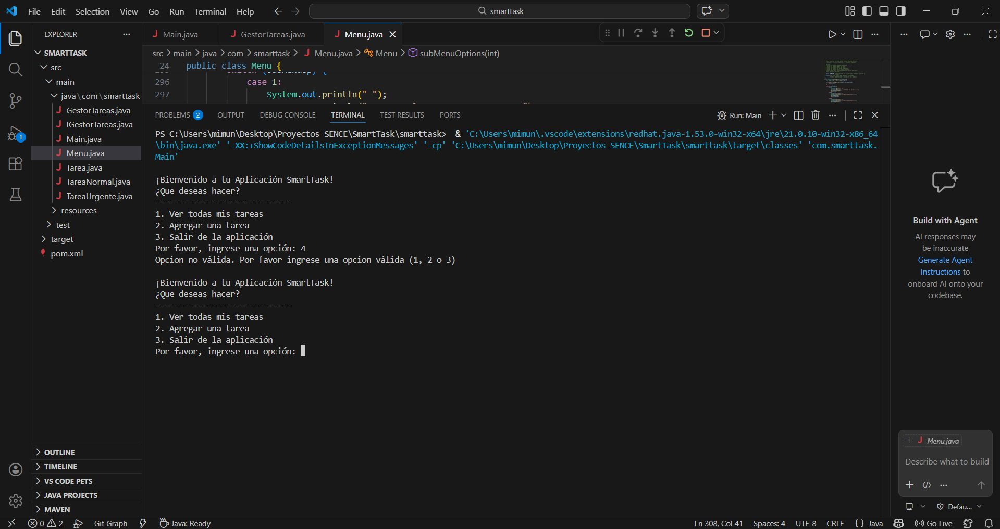 File Edit Selection View Go Run Terminal Help
smarttask
EXPLORER
SMARTTASK
src
main
java\com\smarttask
GestorTareas.java
IGestorTareas.java
Main.java
Menu.java
Tarea.java
TareaNormal.java
TareaUrgente.java
resources
test
target
pom.xml
1
OUTLINE
TIMELINE
VS CODE PETS
JAVA PROJECTS
MAVEN
Main.java GestorTareas.java Menu.java
src > main > java > com > smarttask > Menu.java > Menu > subMenuOptions(int)
24 public class Menu {
296 case 1:
297 System.out.println(" ");
PROBLEMS 2 OUTPUT DEBUG CONSOLE TERMINAL TEST RESULTS PORTS
Run: Main
PS C:\Users\mimun\Desktop\Proyectos SENCE\SmartTask\smarttask> & 'C:\Users\mimun\.vscode\extensions\redhat.java-1.53.0-win32-x64\jre\21.0.10-win32-x86_64
\bin\java.exe' '-XX:+ShowCodeDetailsInExceptionMessages' '-cp' 'C:\Users\mimun\Desktop\Proyectos SENCE\SmartTask\smarttask\target\classes' 'com.smarttask.
Main'
¡Bienvenido a tu Aplicación SmartTask!
¿Que deseas hacer?
-----------------------------
1. Ver todas mis tareas
2. Agregar una tarea
3. Salir de la aplicación
Por favor, ingrese una opción: 4
Opcion no válida. Por favor ingrese una opcion válida (1, 2 o 3)
¡Bienvenido a tu Aplicación SmartTask!
¿Que deseas hacer?
-----------------------------
1. Ver todas mis tareas
2. Agregar una tarea
3. Salir de la aplicación
Por favor, ingrese una opción:
Build with Agent
AI responses may
be inaccurate
Generate Agent
Instructions to
onboard AI onto your
codebase.
Menu.java
Describe what to build
Defau...
0 2 Git Graph Java: Ready
Ln 308, Col 41 Spaces: 4 UTF-8 CRLF { } Java Go Live